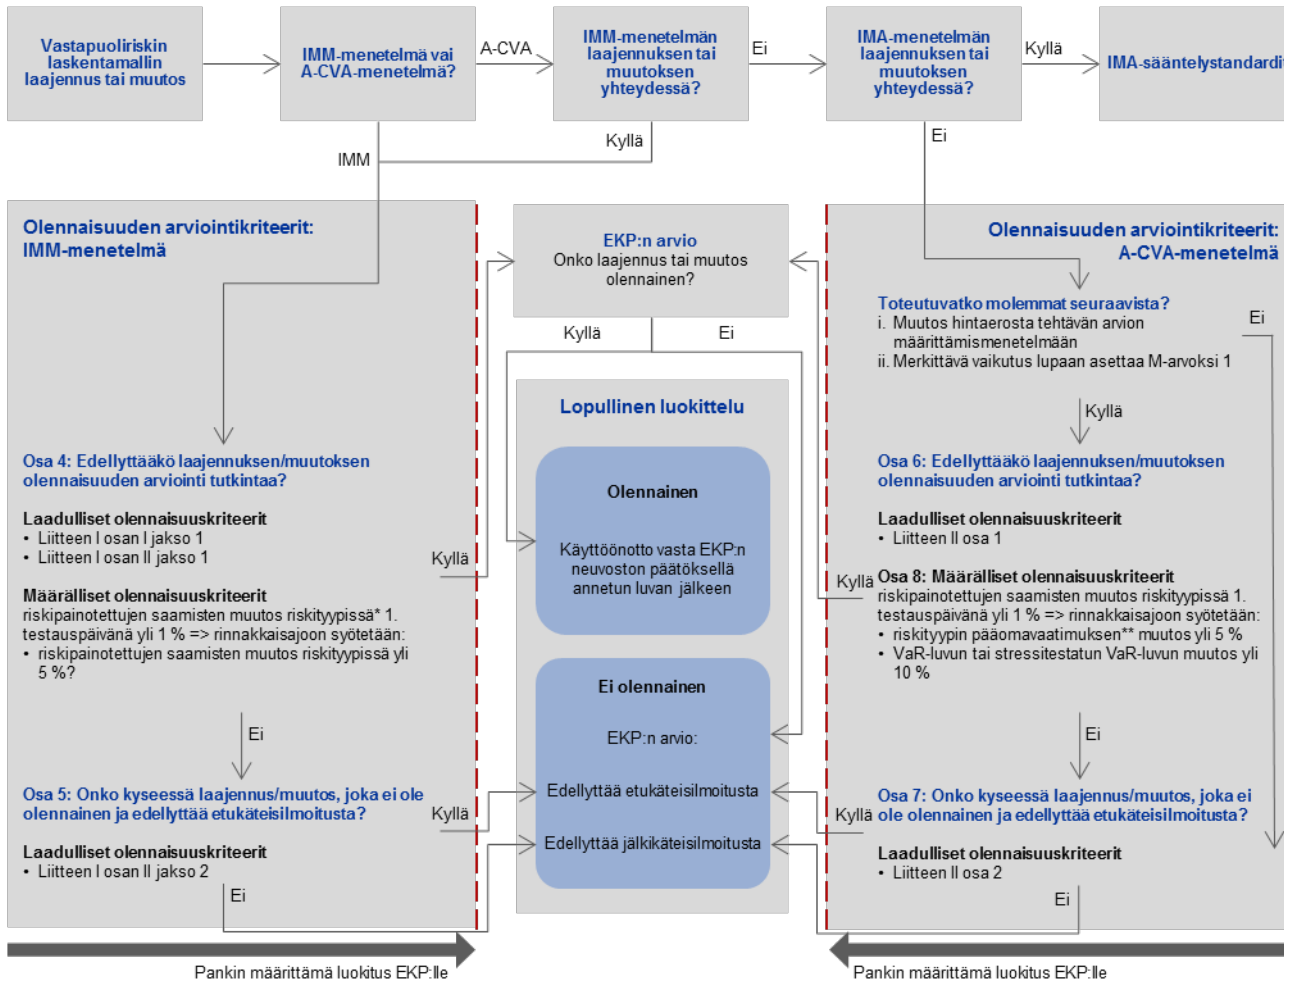 Vastapuoliriskin
laskentamallin
laajennus tai muutos
IMM-menetelmä vai
A-CVA-menetelmä?
A-CVA
IMM-menetelmän
laajennuksen tai
muutoksen
yhteydessä?
Ei
IMA-menetelmän
laajennuksen tai
muutoksen
yhteydessä?
Kyllä
IMA-sääntelystandardit
IMM
Kyllä
Ei
Olennaisuuden arviointikriteerit:
IMM-menetelmä
Osa 4: Edellyttääkö laajennuksen/muutoksen
olennaisuuden arviointi tutkintaa?
Laadulliset olennaisuuskriteerit
• Liitteen I osan I jakso 1
• Liitteen I osan II jakso 1
Kyllä
Määrälliset olennaisuuskriteerit
riskipainotettujen saamisten muutos riskityypissä* 1.
testauspäivänä yli 1 % => rinnakkaisajoon syötetään:
• riskipainotettujen saamisten muutos riskityypissä yli
5 %?
Ei
Osa 5: Onko kyseessä laajennus/muutos, joka ei ole
olennainen ja edellyttää etukäteisilmoitusta?
Kyllä
Laadulliset olennaisuuskriteerit
• Liitteen I osan II jakso 2
Ei
EKP:n arvio
Onko laajennus tai muutos
olennainen?
Kyllä
Ei
Lopullinen luokittelu
Olennainen
Käyttöönotto vasta EKP:n
neuvoston päätöksellä
annetun luvan jälkeen
Ei olennainen
EKP:n arvio:
Edellyttää etukäteisilmoitusta
Edellyttää jälkikäteisilmoitusta
Olennaisuuden arviointikriteerit:
A-CVA-menetelmä
Toteutuvatko molemmat seuraavista?
i. Muutos hintaerosta tehtävän arvion
määrittämismenetelmään
ii. Merkittävä vaikutus lupaan asettaa M-arvoksi 1
Ei
Kyllä
Osa 6: Edellyttääkö laajennuksen/muutoksen
olennaisuuden arviointi tutkintaa?
Laadulliset olennaisuuskriteerit
• Liitteen II osa 1
Kyllä
Osa 8: Määrälliset olennaisuuskriteerit
riskipainotettujen saamisten muutos riskityypissä 1.
testauspäivänä yli 1 % => rinnakkaisajoon syötetään:
• riskityypin pääomavaatimuksen** muutos yli 5 %
• VaR-luvun tai stressitestatun VaR-luvun muutos yli
10 %
Ei
Osa 7: Onko kyseessä laajennus/muutos, joka ei
ole olennainen ja edellyttää etukäteisilmoitusta?
Kyllä
Laadulliset olennaisuuskriteerit
• Liitteen II osa 2
Ei
Pankin määrittämä luokitus EKP:lle
Pankin määrittämä luokitus EKP:lle